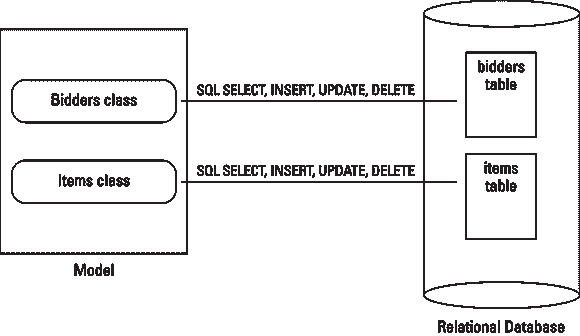 Bidders class
SQL SELECT, INSERT, UPDATE, DELETE
bidders
table
Items class
SQL SELECT, INSERT, UPDATE, DELETE
items
table
Model
Relational Database